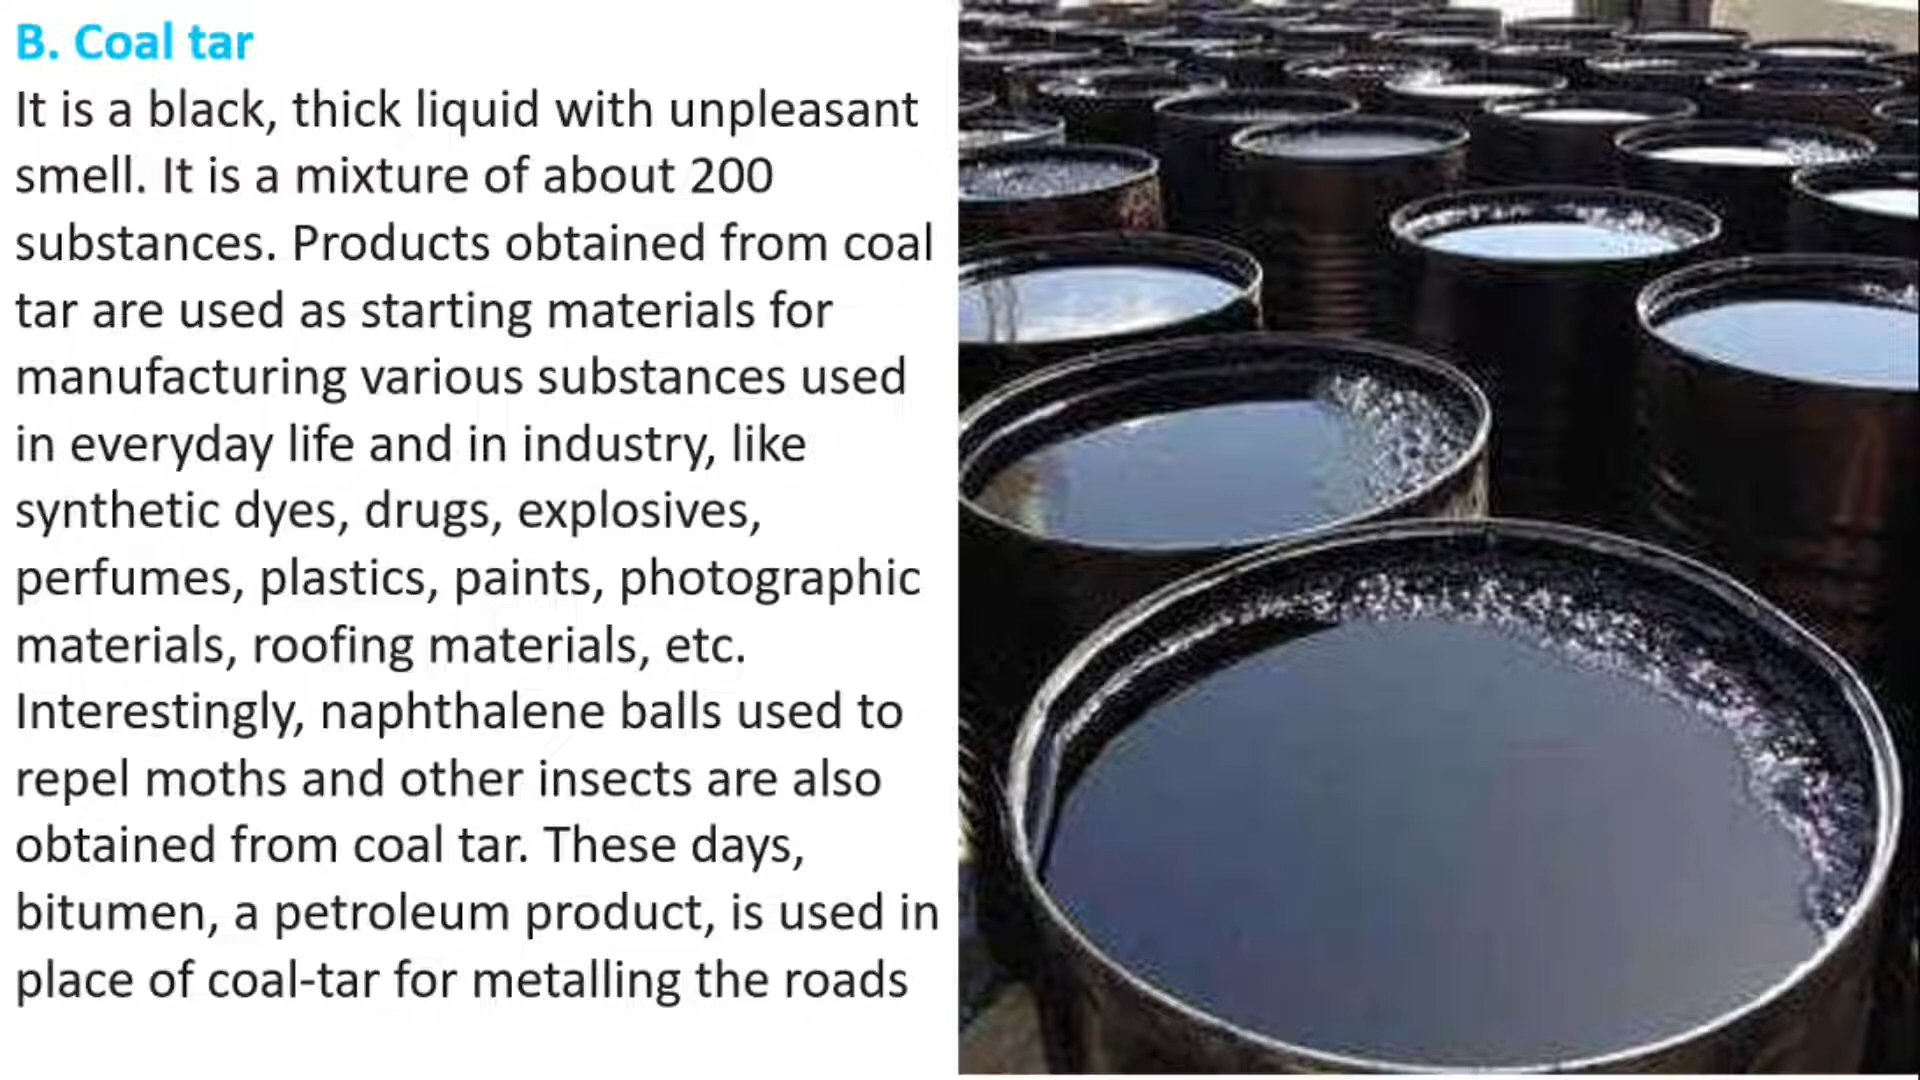 B. Coal tar
It is a black, thick liquid with unpleasant
smell. It is a mixture of about 200
substances. Products obtained from coal
tar are used as starting materials for
manufacturing various substances used
in everyday life and in industry, like
synthetic dyes, drugs, explosives,
perfumes, plastics, paints, photographic
materials, roofing materials, etc.
Interestingly, naphthalene balls used to
repel moths and other insects are also
obtained from coal tar. These days,
bitumen, a petroleum product, is used in
place of coal-tar for metalling the roads